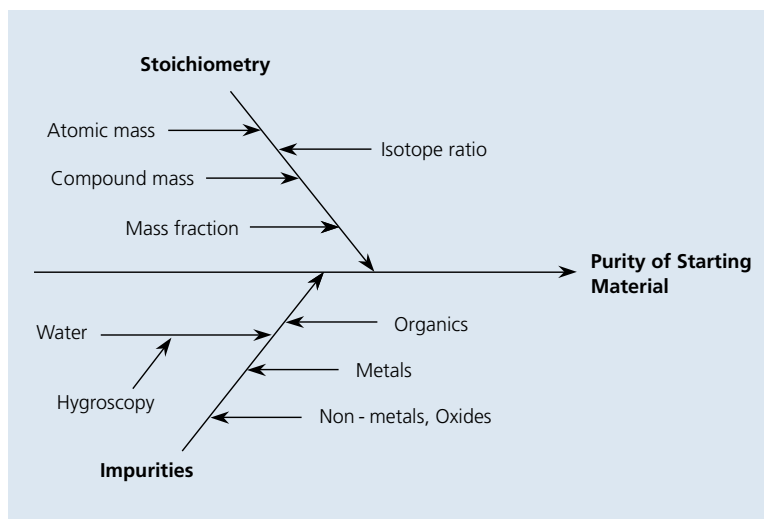 Stoichiometry
Atomic mass
Isotope ratio
Compound mass
Mass fraction
Purity of Starting
Material
Water
Organics
Metals
Hygroscopy
Non - metals, Oxides
Impurities